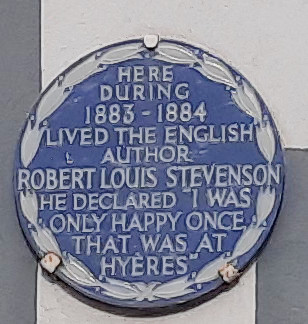 HERE
DURING
1883 - 1884
LIVED THE ENGLISH
AUTHOR
ROBERT LOUIS STEVENSON
HE DECLARED "I WAS
ONLY HAPPY ONCE
THAT WAS AT
HYÈRES"